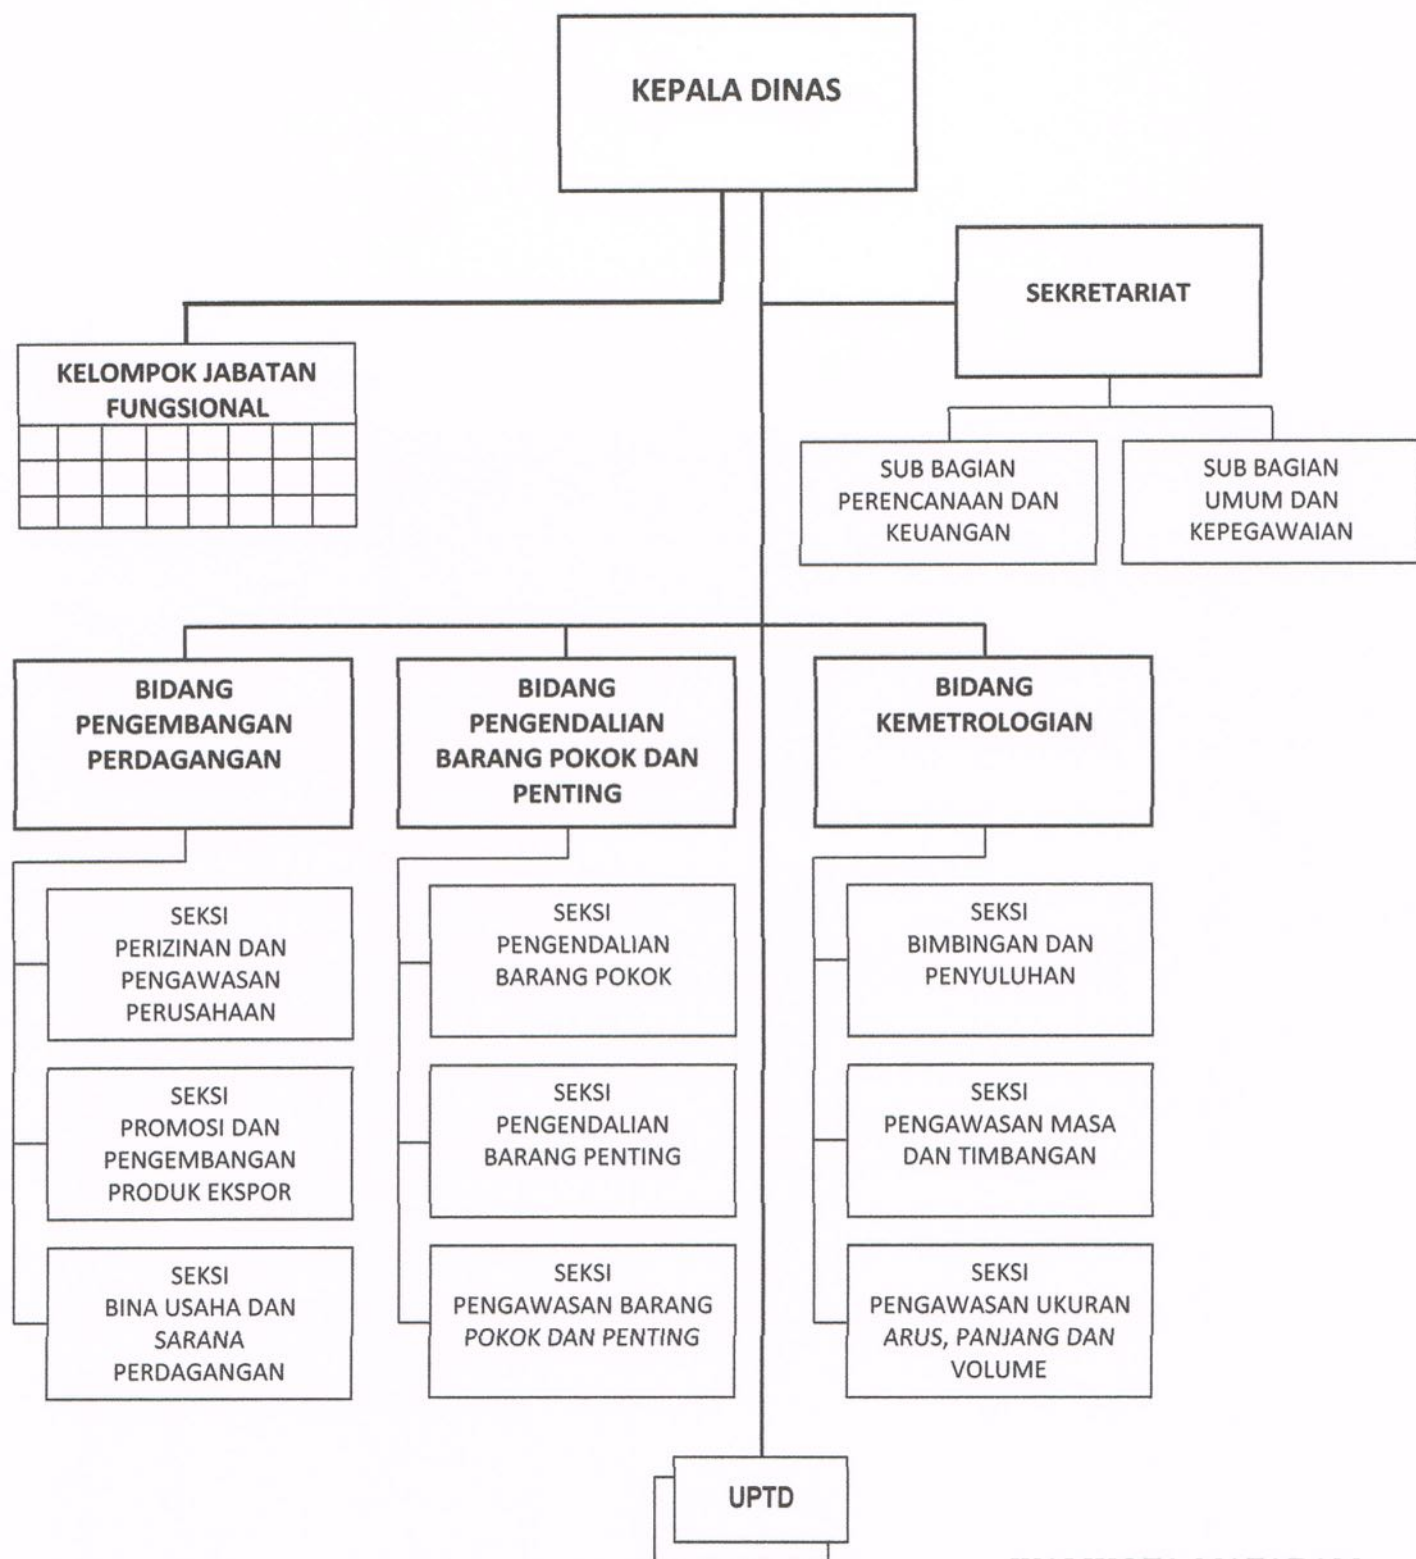 KEPALA DINAS
SEKRETARIAT
KELOMPOK JABATAN
FUNGSIONAL
SUB BAGIAN
PERENCANAAN DAN
KEUANGAN
SUB BAGIAN
UMUM DAN
KEPEGAWAIAN
BIDANG
PENGEMBANGAN
PERDAGANGAN
BIDANG
PENGENDALIAN
BARANG POKOK DAN
PENTING
BIDANG
KEMETROLOGIAN
SEKSI
PERIZINAN DAN
PENGAWASAN
PERUSAHAAN
SEKSI
PENGENDALIAN
BARANG POKOK
SEKSI
BIMBINGAN DAN
PENYULUHAN
SEKSI
PROMOSI DAN
PENGEMBANGAN
PRODUK EKSPOR
SEKSI
PENGENDALIAN
BARANG PENTING
SEKSI
PENGAWASAN MASA
DAN TIMBANGAN
SEKSI
BINA USAHA DAN
SARANA
PERDAGANGAN
SEKSI
PENGAWASAN BARANG
POKOK DAN PENTING
SEKSI
PENGAWASAN UKURAN
ARUS, PANJANG DAN
VOLUME
UPTD